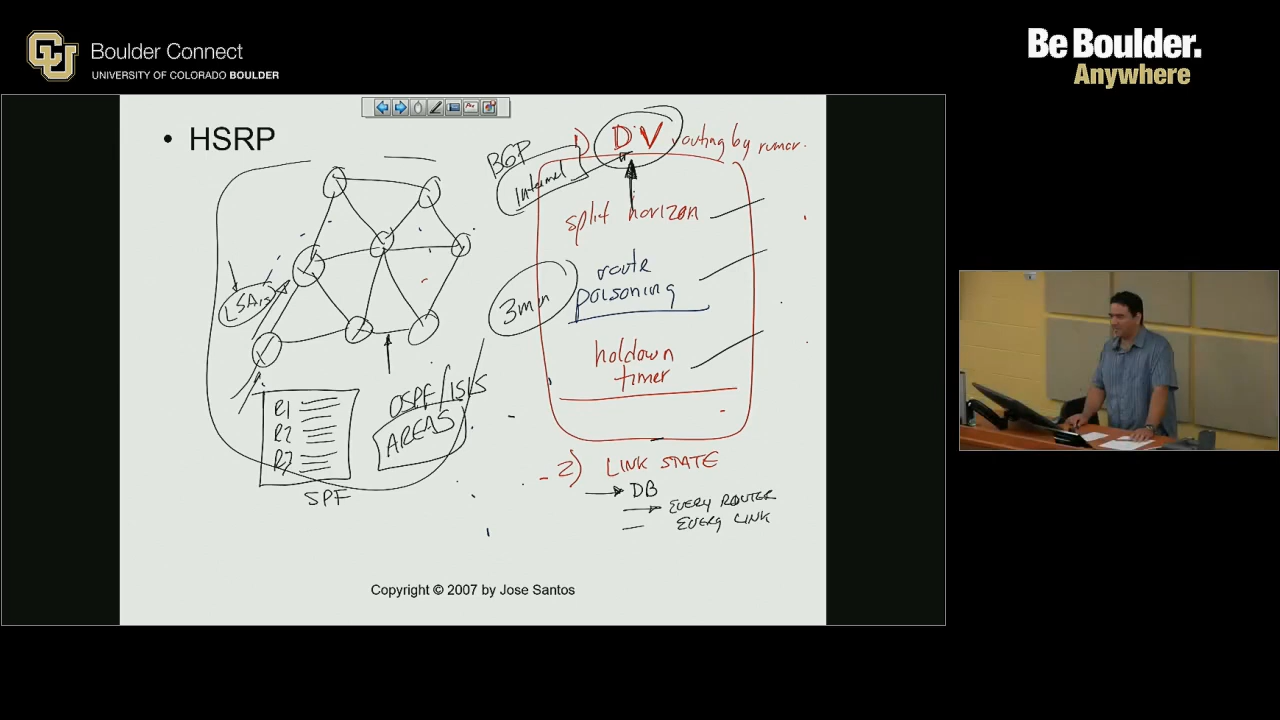 CU
Boulder Connect
UNIVERSITY OF COLORADO BOULDER
Be Boulder.
Anywhere
• HSRP
1) DV routing by rumor.
BGP
Internet
split horizon
route
poisoning
3min
holdown
timer
LSA's
R1
R2
R3
SPF
OSPF/ISIS
AREAS
2) LINK STATE
DB
EVERY ROUTER
EVERY LINK
Copyright © 2007 by Jose Santos